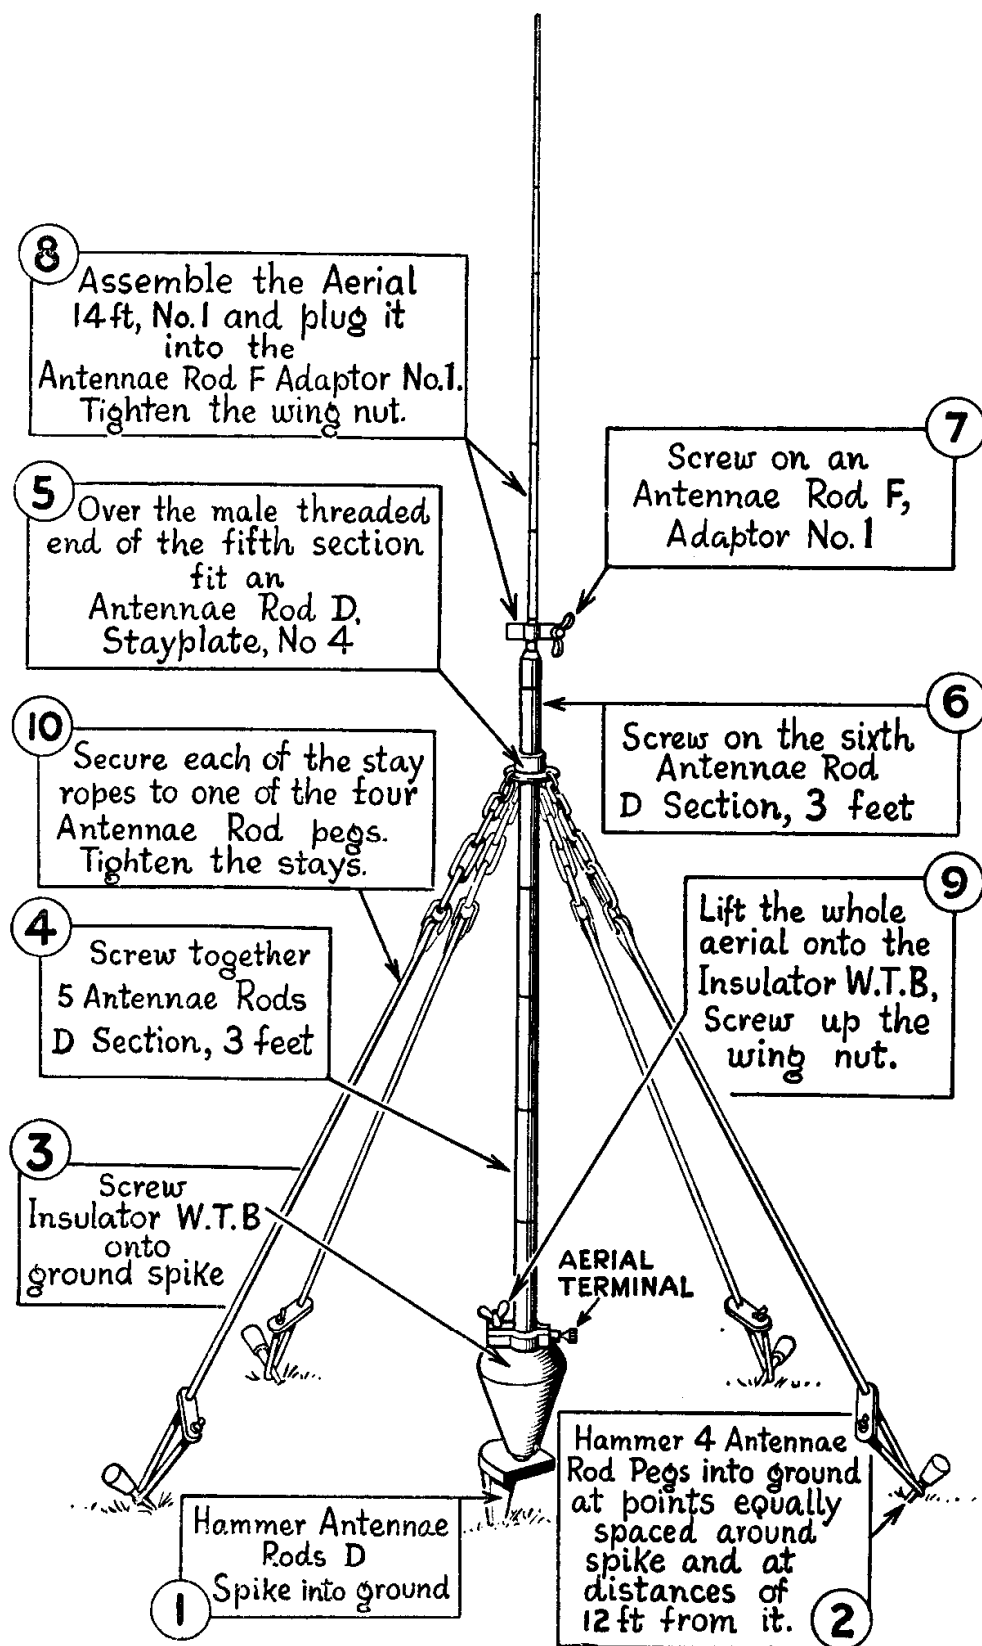 8
Assemble the Aerial
14ft, No.1 and plug it
into the
Antennae Rod F Adaptor No.1.
Tighten the wing nut.
7
Screw on an
Antennae Rod F,
Adaptor No.1
5
Over the male threaded
end of the fifth section
fit an
Antennae Rod D,
Stayplate, No 4
6
Screw on the sixth
Antennae Rod
D Section, 3 feet
10
Secure each of the stay
ropes to one of the four
Antennae Rod pegs.
Tighten the stays.
9
Lift the whole
aerial onto the
Insulator W.T.B,
Screw up the
wing nut.
4
Screw together
5 Antennae Rods
D Section, 3 feet
3
Screw
Insulator W.T.B
onto
ground spike
AERIAL
TERMINAL
Hammer Antennae
Rods D
Spike into ground
1
Hammer 4 Antennae
Rod Pegs into ground
at points equally
spaced around
spike and at
distances of
12ft from it.
2